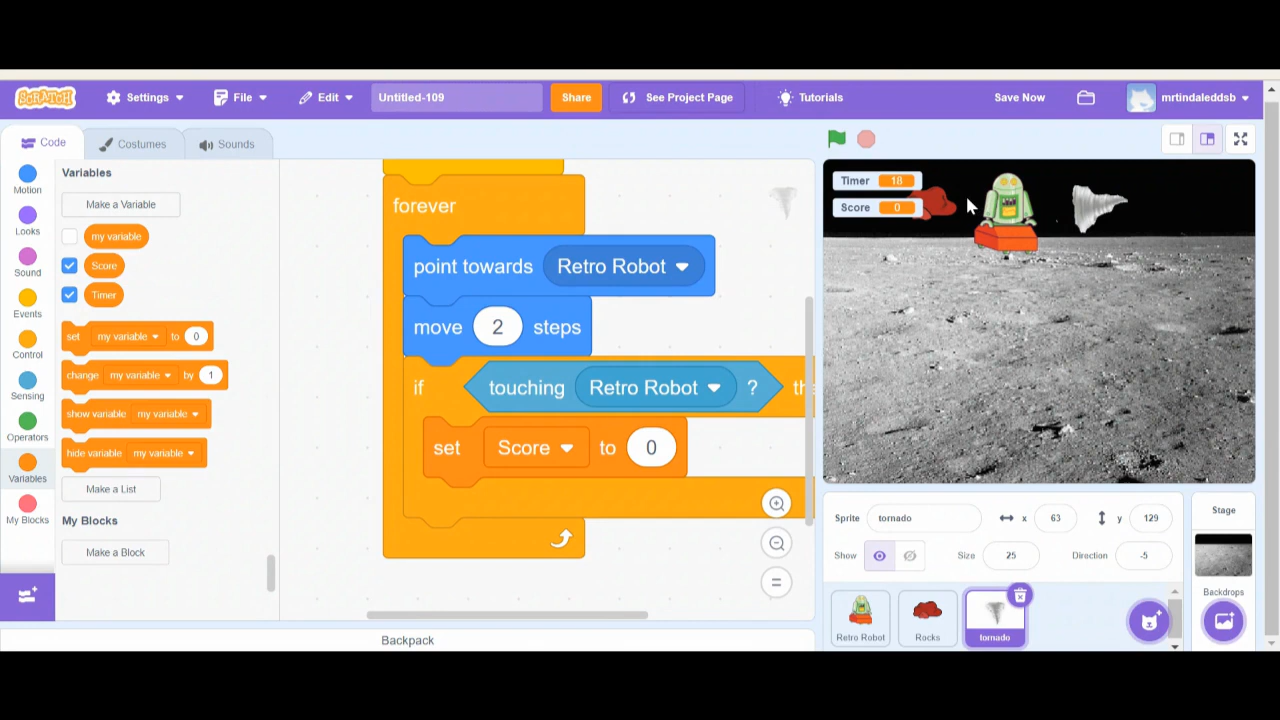 SCRATCH
Settings
File
Edit
Untitled-109
Share
See Project Page
Tutorials
Save Now
mrtindaleddsb
Code
Costumes
Sounds
Motion
Looks
Sound
Events
Control
Sensing
Operators
Variables
My Blocks
Variables
Make a Variable
my variable
Score
Timer
set my variable to 0
change my variable by 1
show variable my variable
hide variable my variable
Make a List
My Blocks
Make a Block
forever
point towards Retro Robot
move 2 steps
if touching Retro Robot ? th
set Score to 0
Backpack
Timer 18
Score 0
Sprite tornado x 63 y 129
Show Size 25 Direction -5
Retro Robot
Rocks
tornado
Stage
Backdrops